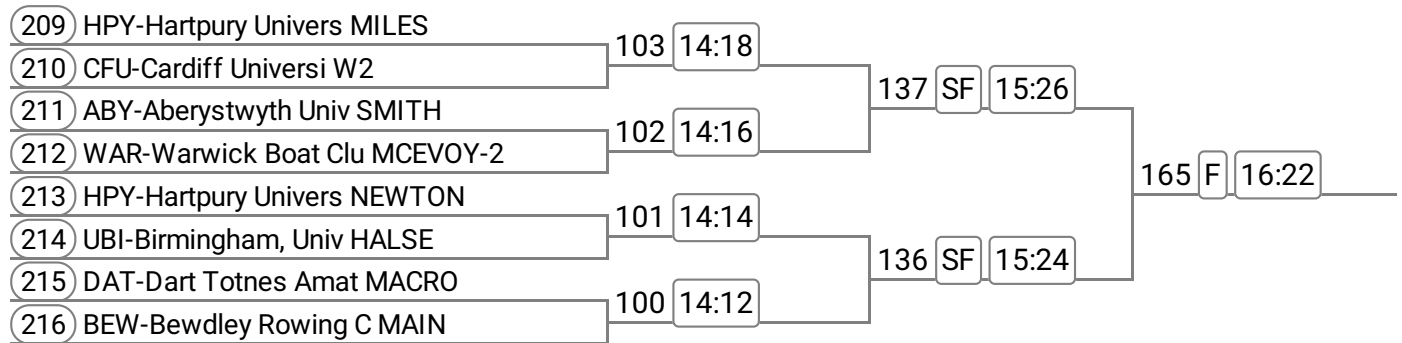 209 HPY-Hartpury Univers MILES
103 14:18
210 CFU-Cardiff Universi W2
137 SF 15:26
211 ABY-Aberystwyth Univ SMITH
102 14:16
212 WAR-Warwick Boat Clu MCEVOY-2
165 F 16:22
213 HPY-Hartpury Univers NEWTON
101 14:14
214 UBI-Birmingham, Univ HALSE
136 SF 15:24
215 DAT-Dart Totnes Amat MACRO
100 14:12
216 BEW-Bewdley Rowing C MAIN